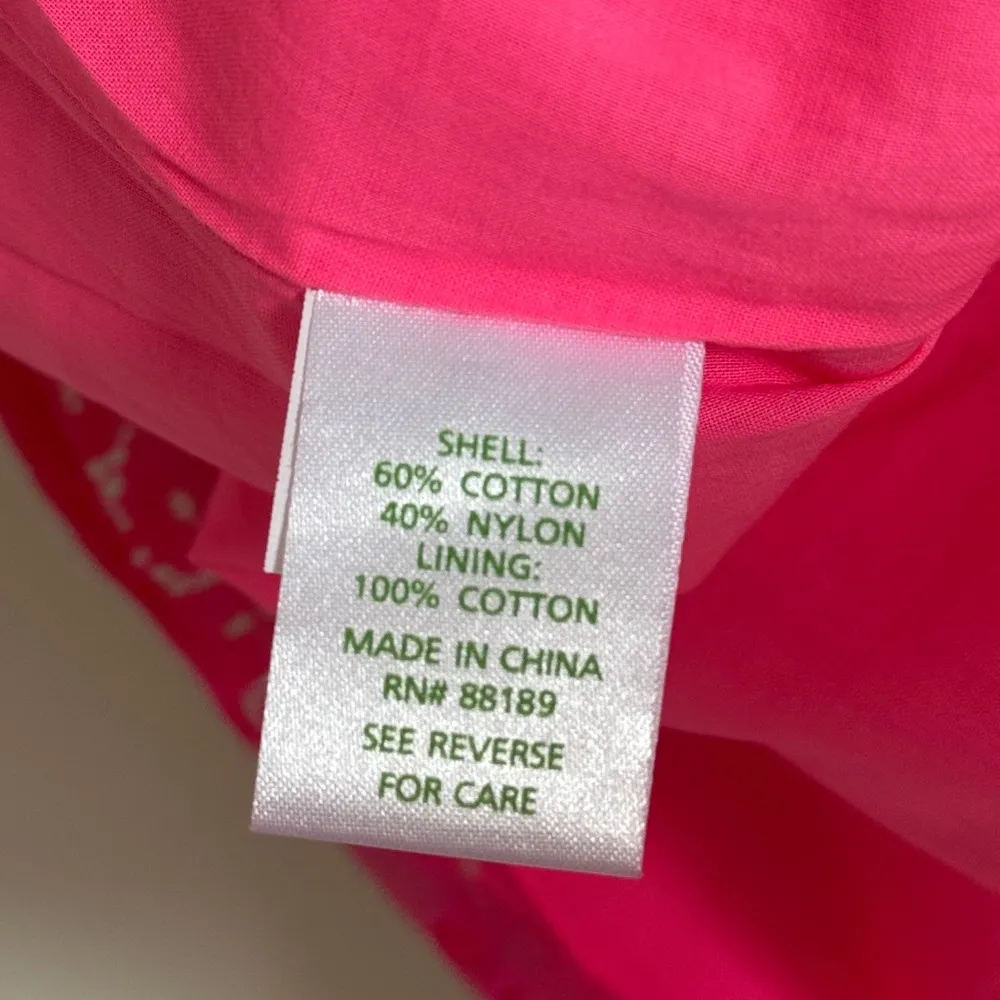 SHELL:
60% COTTON
40% NYLON
LINING:
100% COTTON
MADE IN CHINA
RN# 88189
SEE REVERSE
FOR CARE